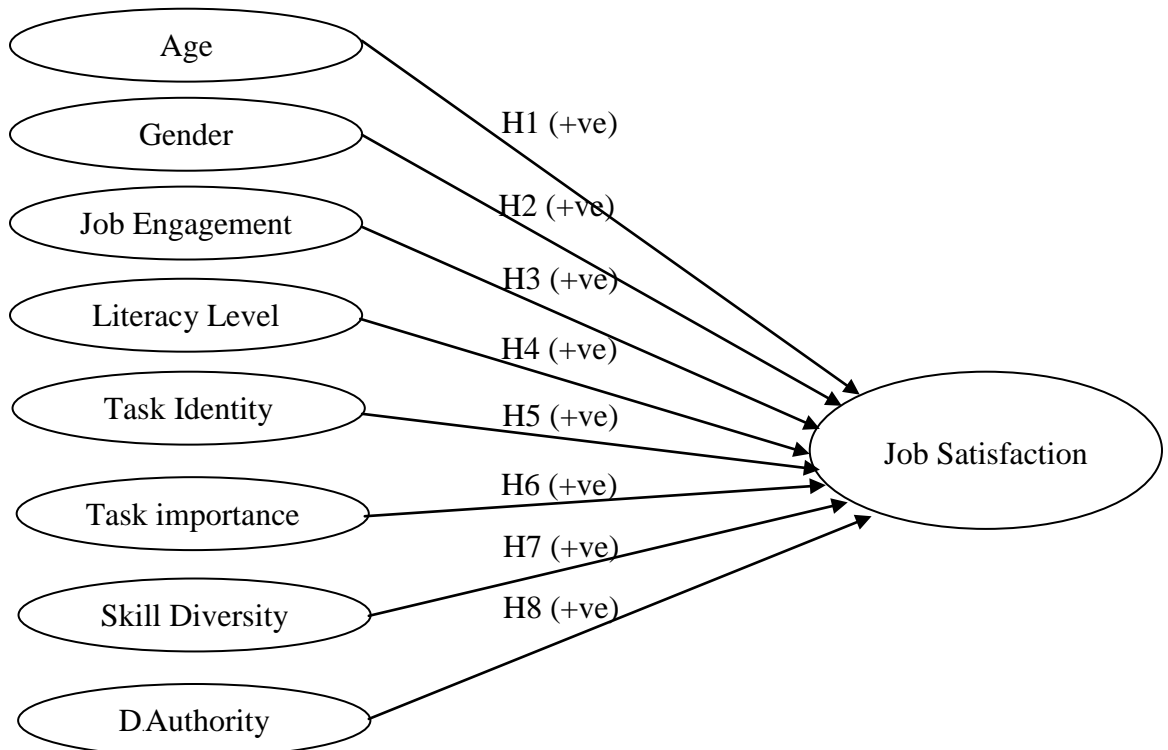 Age
H1 (+ve)
Gender
H2 (+ve)
Job Engagement
H3 (+ve)
Literacy Level
H4 (+ve)
Task Identity
H5 (+ve)
Job Satisfaction
Task importance
H6 (+ve)
H7 (+ve)
Skill Diversity
H8 (+ve)
D.Authority